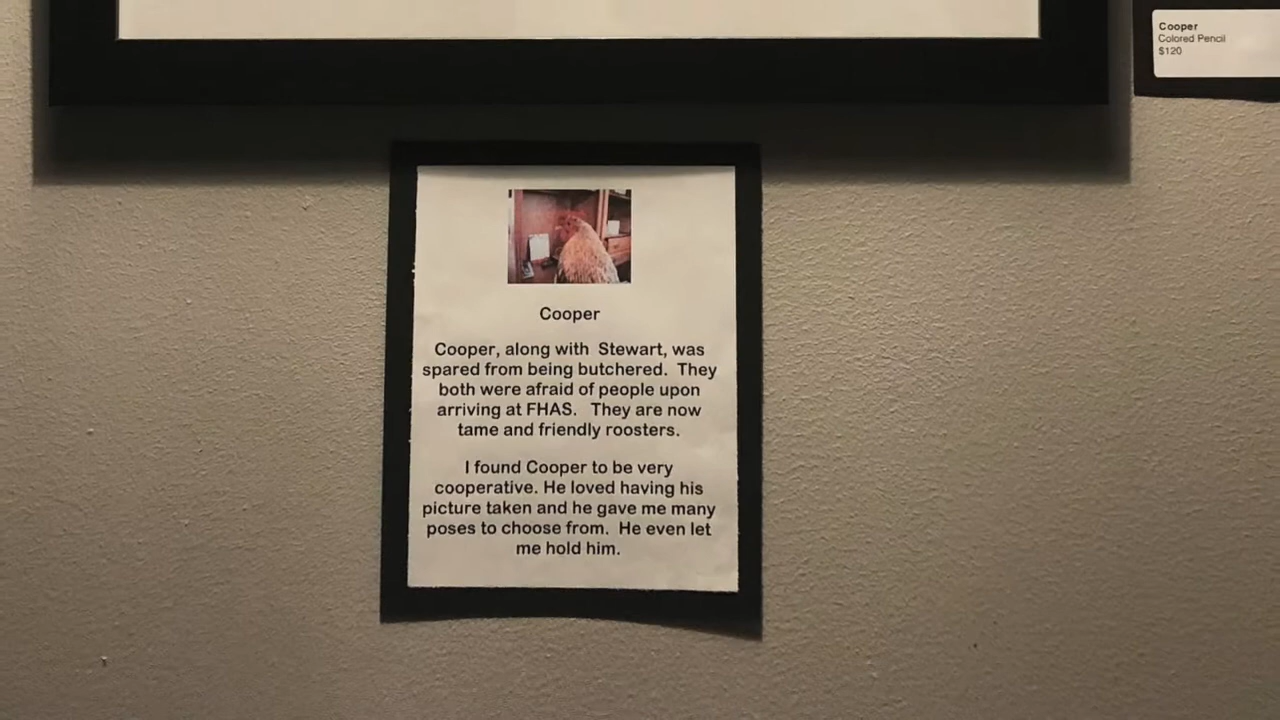 Cooper
Colored Pencil
$120
Cooper
Cooper, along with Stewart, was
spared from being butchered. They
both were afraid of people upon
arriving at FHAS. They are now
tame and friendly roosters.
I found Cooper to be very
cooperative. He loved having his
picture taken and he gave me many
poses to choose from. He even let
me hold him.